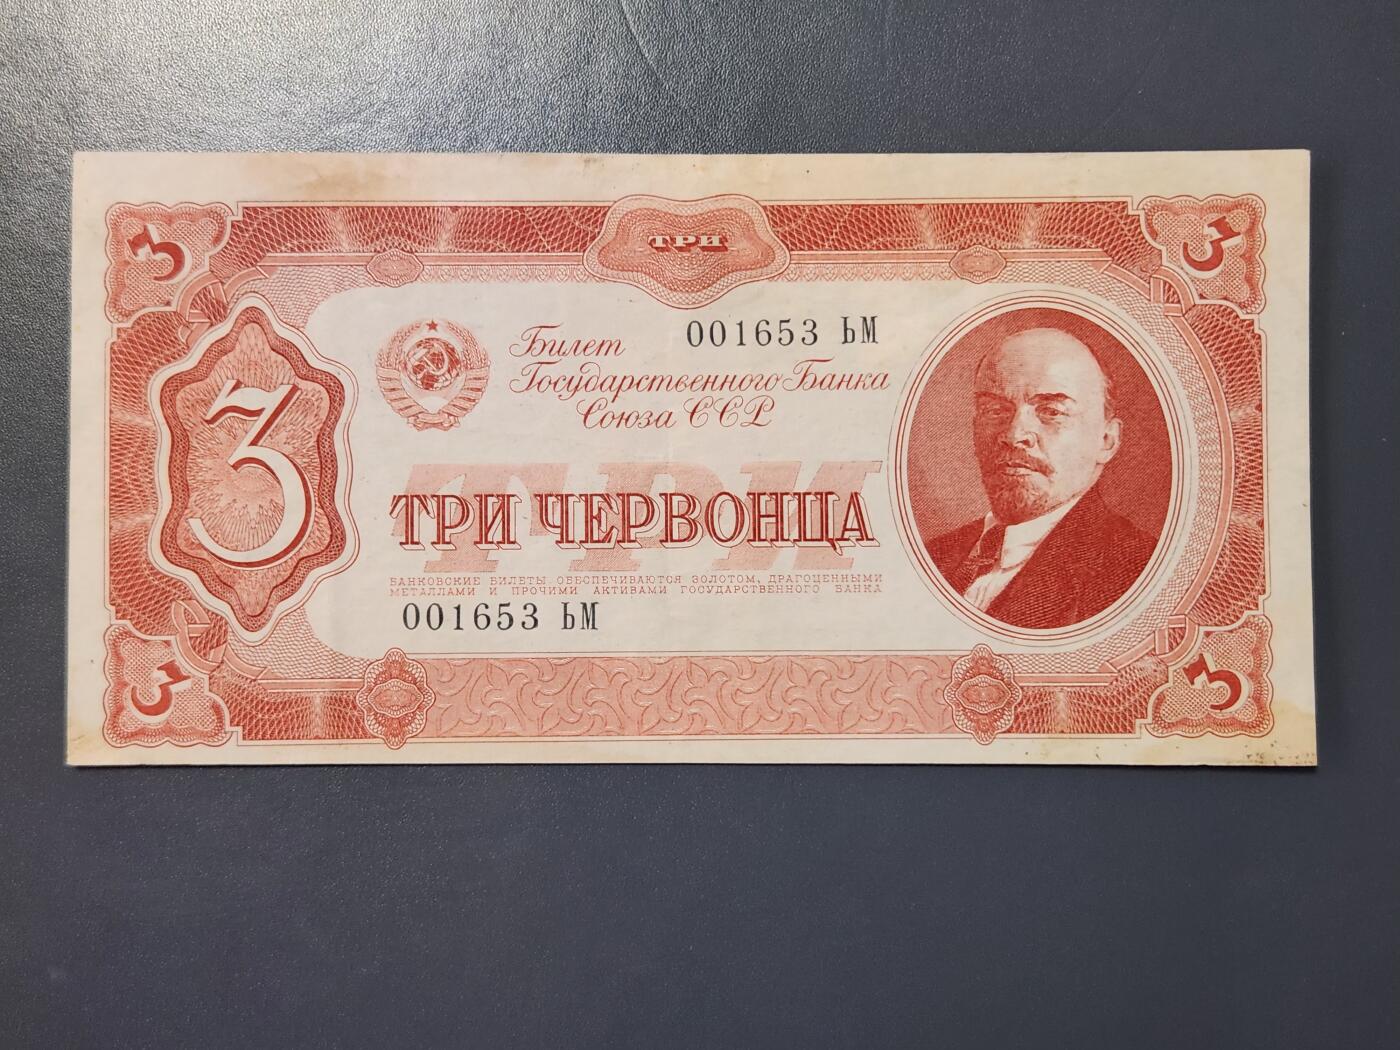 3
ТРИ
3
Билет
001653 ЬМ
Государственного Банка
Союза ССР
3
ТРИ
ТРИ ЧЕРВОНЦА
БАНКОВСКИЕ БИЛЕТЫ ОБЕСПЕЧИВАЮТСЯ ЗОЛОТОМ, ДРАГОЦЕННЫМИ
МЕТАЛЛАМИ И ПРОЧИМИ АКТИВАМИ ГОСУДАРСТВЕННОГО БАНКА
001653 ЬМ
3
3